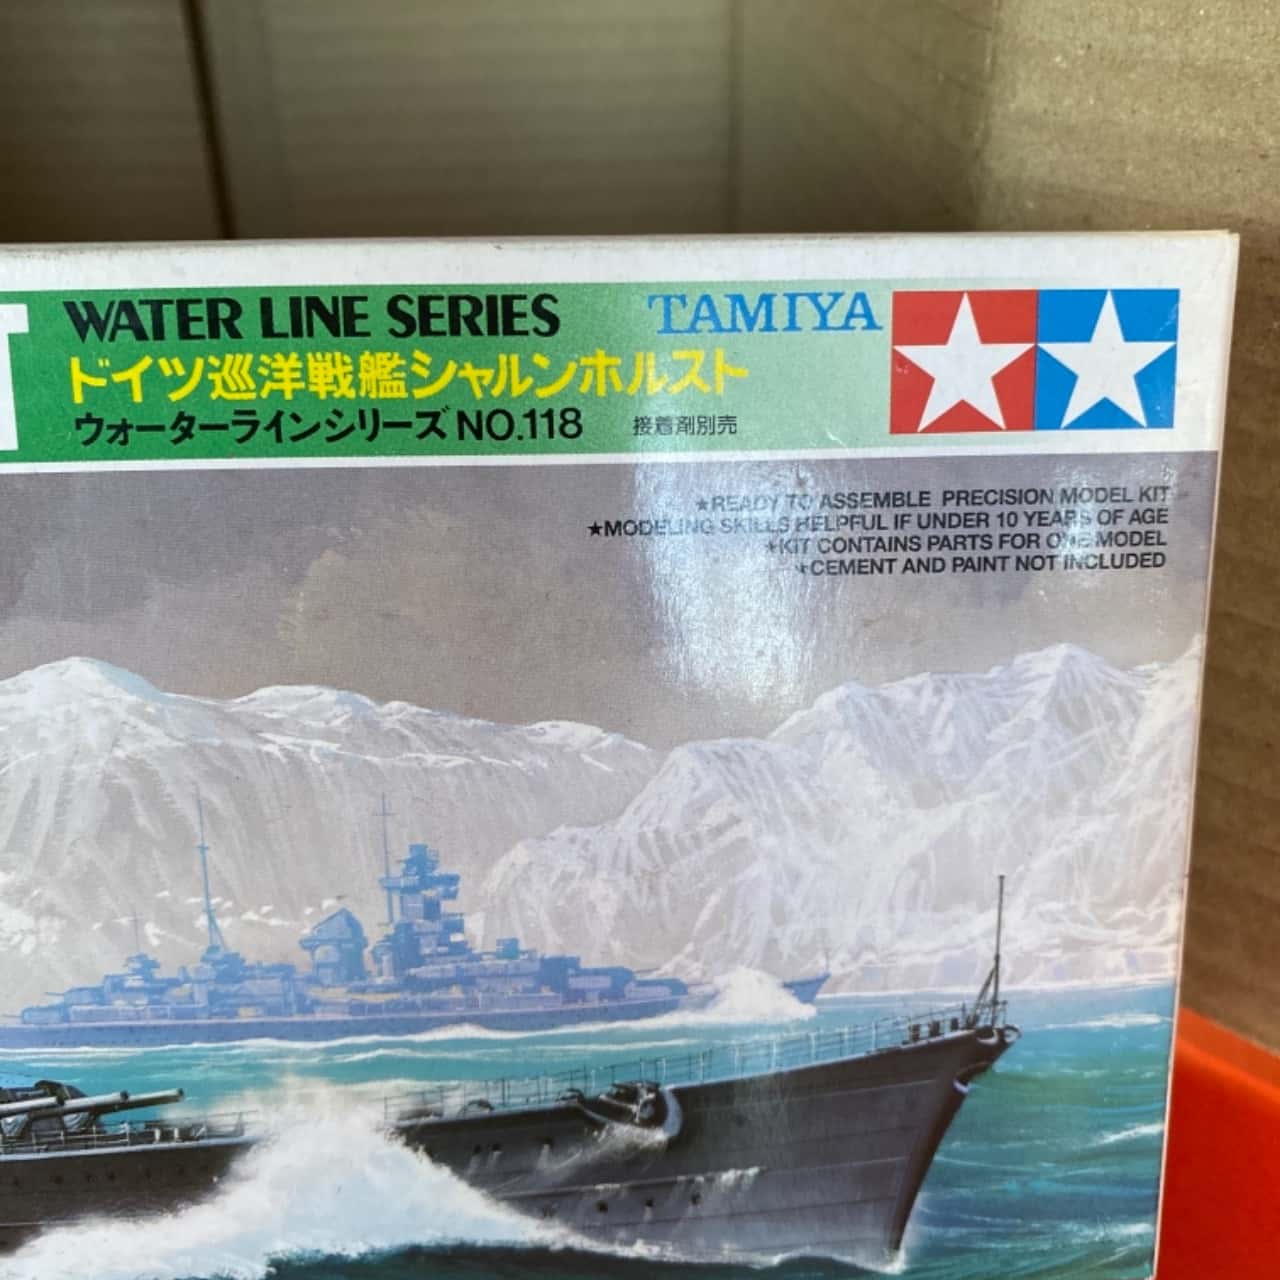 T
WATER LINE SERIES
TAMIYA
ドイツ巡洋戦艦シャルンホルスト
ウォーターラインシリーズ NO.118
接着剤別売
★READY TO ASSEMBLE PRECISION MODEL KIT
★MODELING SKILLS HELPFUL IF UNDER 10 YEARS OF AGE
★KIT CONTAINS PARTS FOR ONE MODEL
★CEMENT AND PAINT NOT INCLUDED